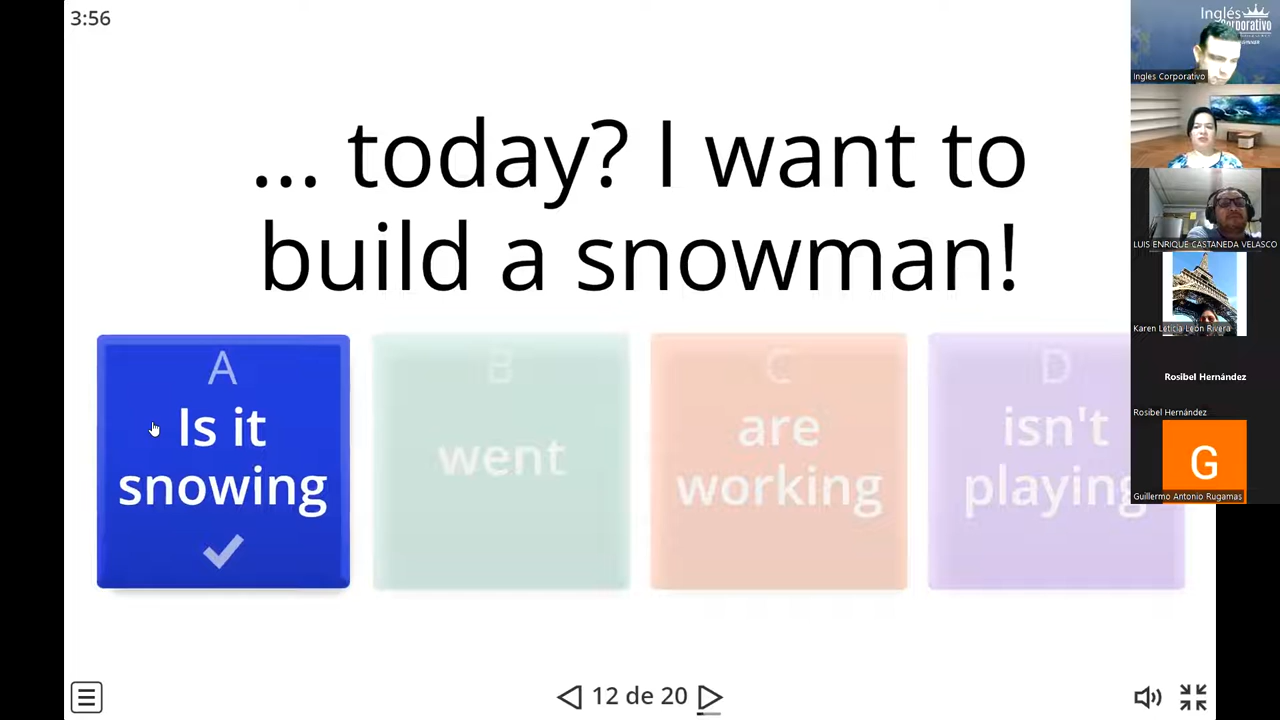 3:56
... today? I want to
build a snowman!
A
Is it
snowing
B
went
C
are
working
D
isn't
playing
12 de 20
Inglés
Corporativo
Ingles Corporativo
LUIS ENRIQUE CASTANEDA VELASCO
Karen Leticia León Rivera
Rosibel Hernández
Rosibel Hernández
G
Guillermo Antonio Rugamas